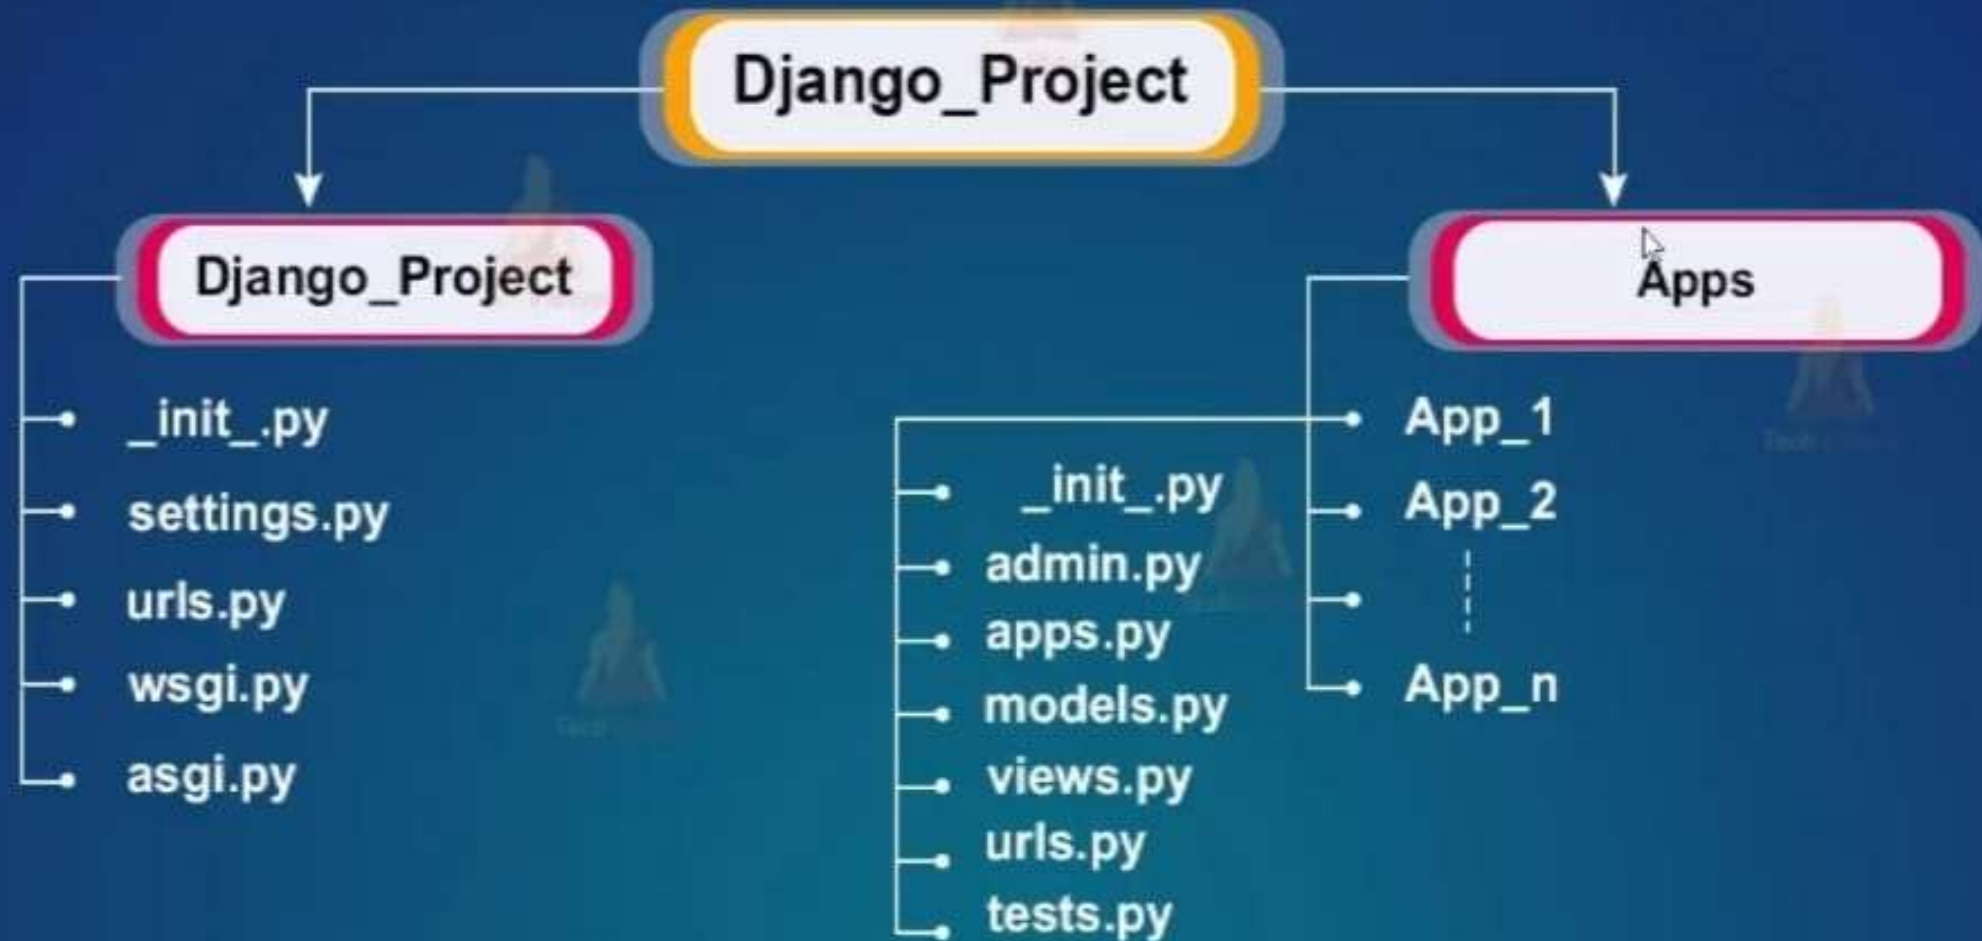 Django_Project
Django_Project
_init_.py
settings.py
urls.py
wsgi.py
asgi.py
Apps
App_1
App_2
App_n
_init_.py
admin.py
apps.py
models.py
views.py
urls.py
tests.py
Tech